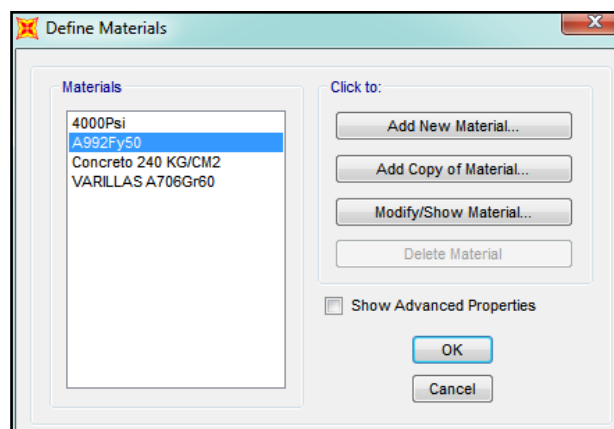 Define Materials
Materials
4000Psi
A992Fy50
Concreto 240 KG/CM2
VARILLAS A706Gr60
Click to:
Add New Material...
Add Copy of Material...
Modify/Show Material...
Delete Material
Show Advanced Properties
OK
Cancel